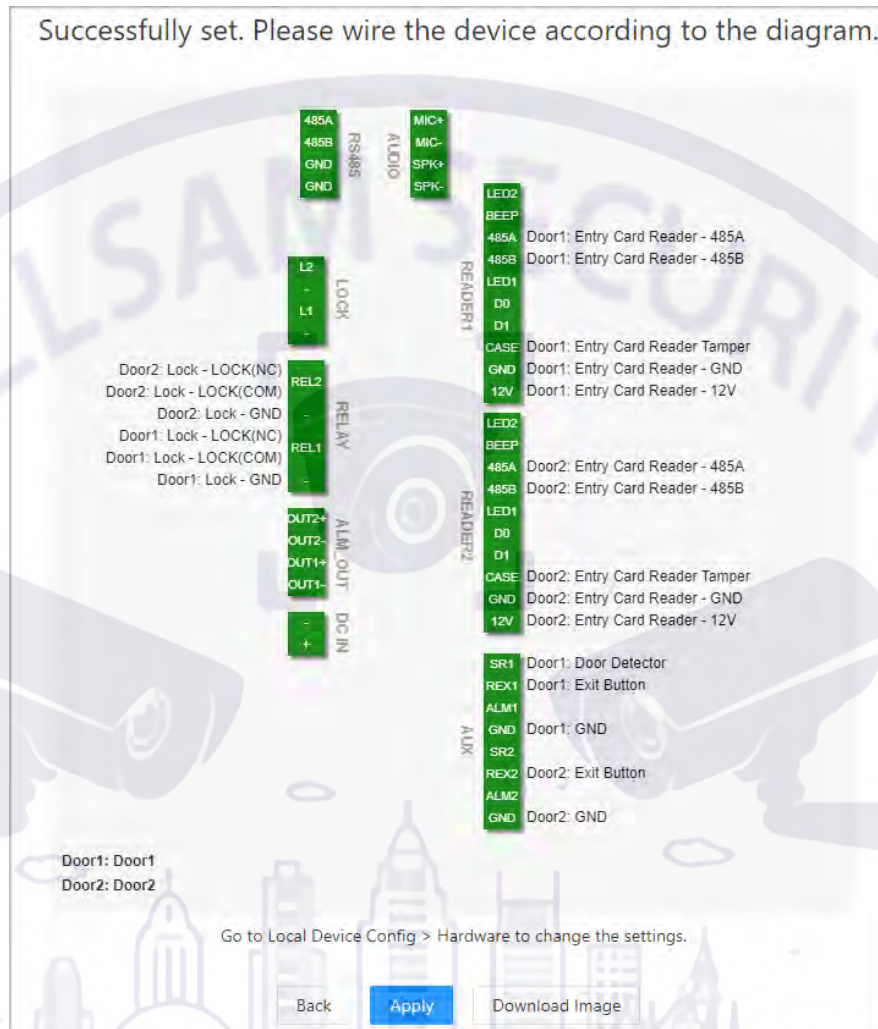 Successfully set. Please wire the device according to the diagram.
485A
485B
GND
GND
RS485
AUDIO
MIC+
MIC-
SPK+
SPK-
L2
-
L1
-
LOCK
Door2: Lock - LOCK(NC)
Door2: Lock - LOCK(COM)
Door2: Lock - GND
Door1: Lock - LOCK(NC)
Door1: Lock - LOCK(COM)
Door1: Lock - GND
REL2
-
REL1
-
RELAY
OUT2+
OUT2-
OUT1+
OUT1-
ALM_OUT
-
+
DC IN
READER1
LED2
BEEP
485A Door1: Entry Card Reader - 485A
485B Door1: Entry Card Reader - 485B
LED1
D0
D1
CASE Door1: Entry Card Reader Tamper
GND Door1: Entry Card Reader - GND
12V Door1: Entry Card Reader - 12V
READER2
LED2
BEEP
485A Door2: Entry Card Reader - 485A
485B Door2: Entry Card Reader - 485B
LED1
D0
D1
CASE Door2: Entry Card Reader Tamper
GND Door2: Entry Card Reader - GND
12V Door2: Entry Card Reader - 12V
AUX
SR1 Door1: Door Detector
REX1 Door1: Exit Button
ALM1
GND Door1: GND
SR2
REX2 Door2: Exit Button
ALM2
GND Door2: GND
Door1: Door1
Door2: Door2
Go to Local Device Config > Hardware to change the settings.
Back
Apply
Download Image